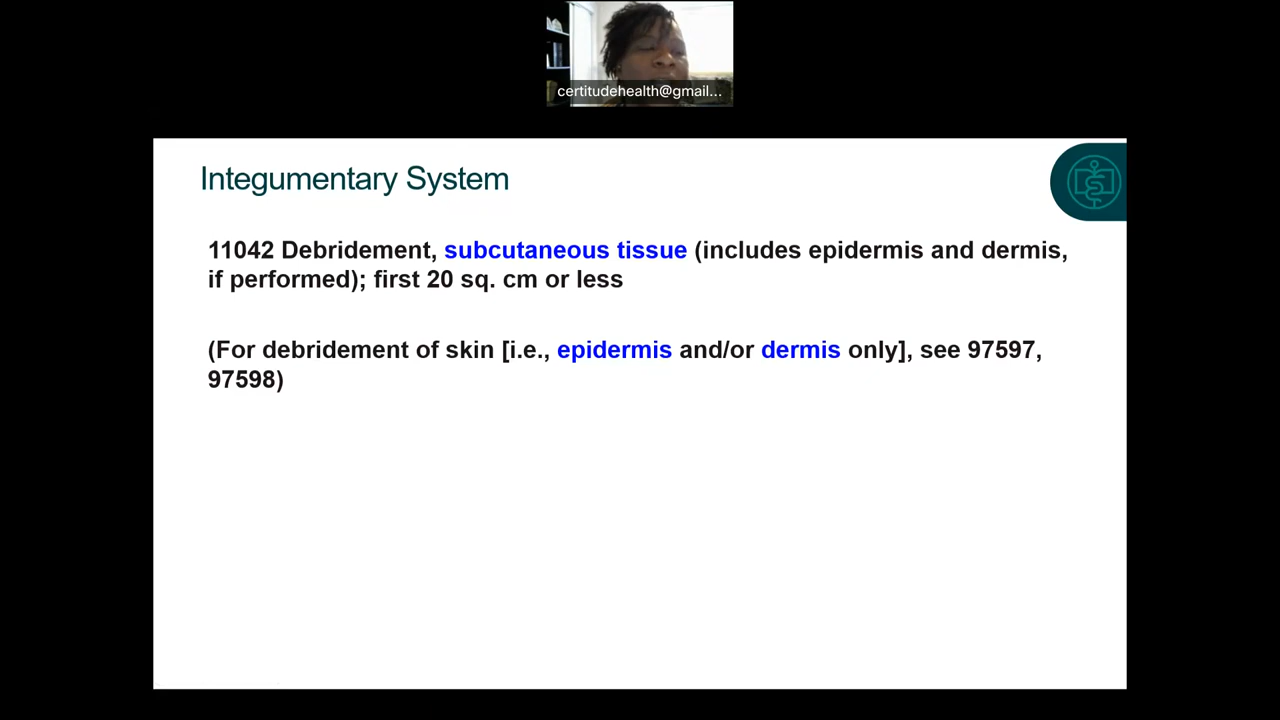 certitudehealth@gmail...
Integumentary System
11042 Debridement, subcutaneous tissue (includes epidermis and dermis,
if performed); first 20 sq. cm or less
(For debridement of skin [i.e., epidermis and/or dermis only], see 97597,
97598)